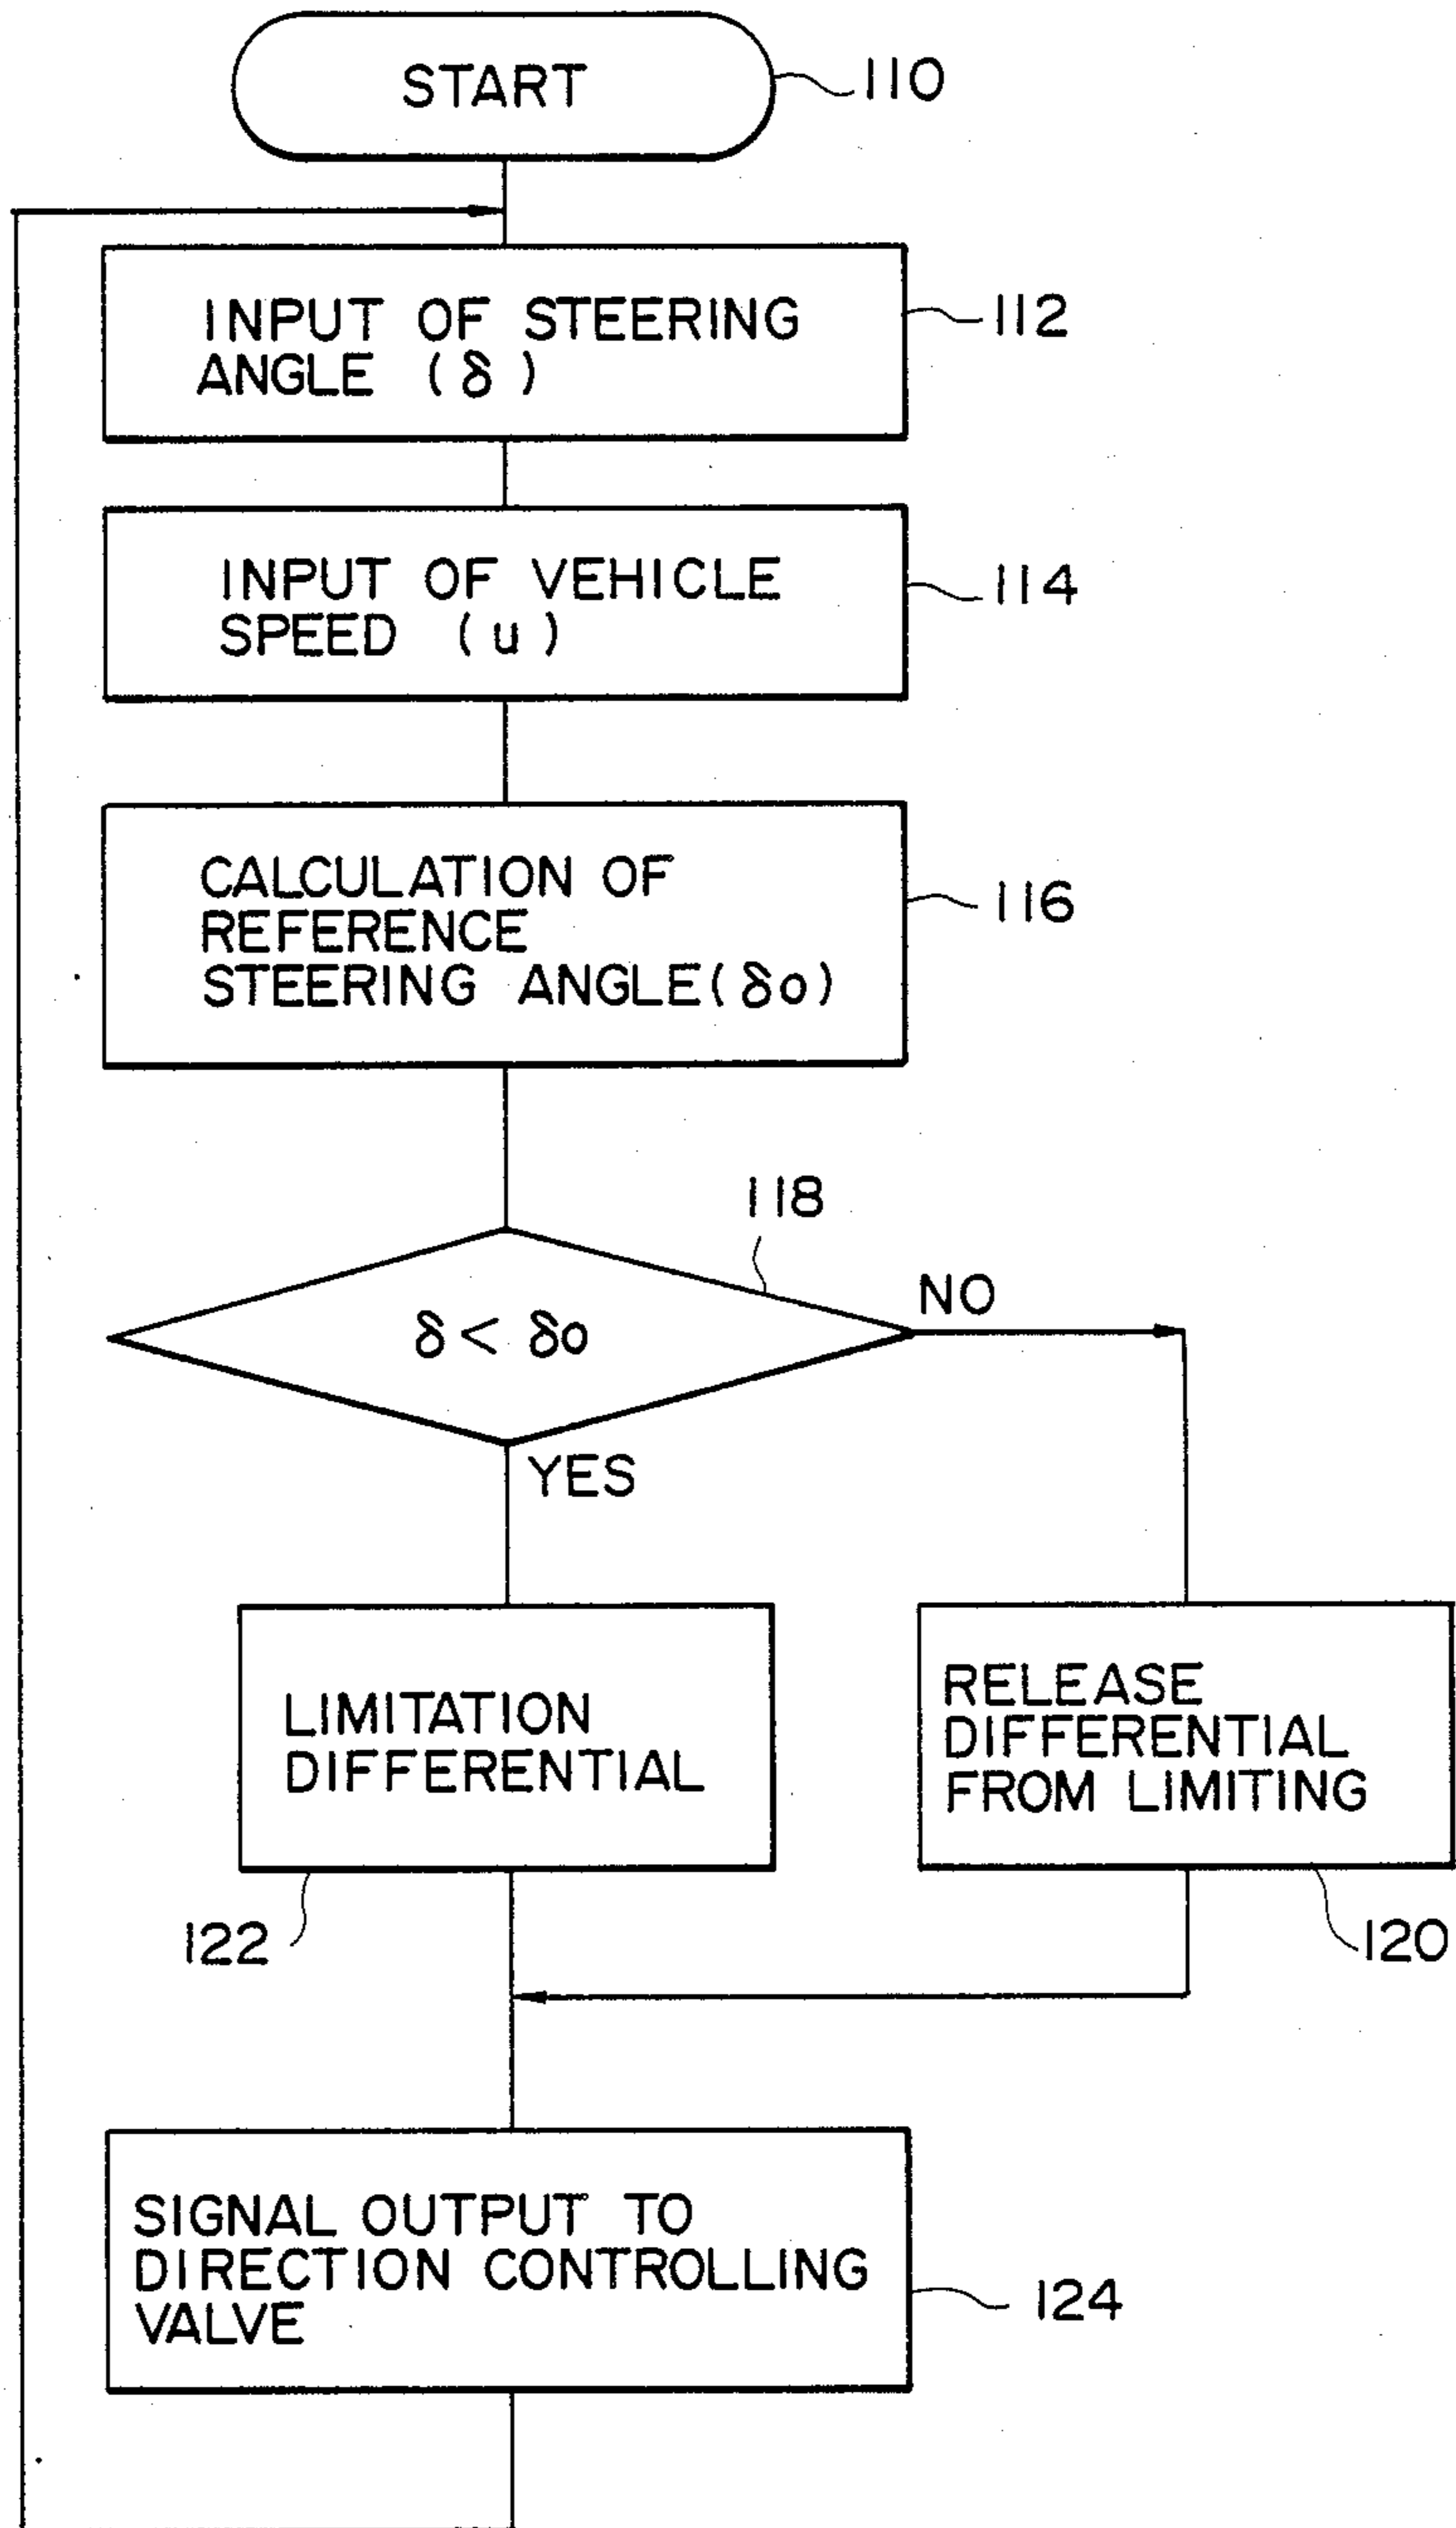 START
110
INPUT OF STEERING
ANGLE (δ)
112
INPUT OF VEHICLE
SPEED (u)
114
CALCULATION OF
REFERENCE
STEERING ANGLE(δo)
116
118
δ < δo
NO
YES
LIMITATION
DIFFERENTIAL
122
RELEASE
DIFFERENTIAL
FROM LIMITING
120
SIGNAL OUTPUT TO
DIRECTION CONTROLLING
VALVE
124